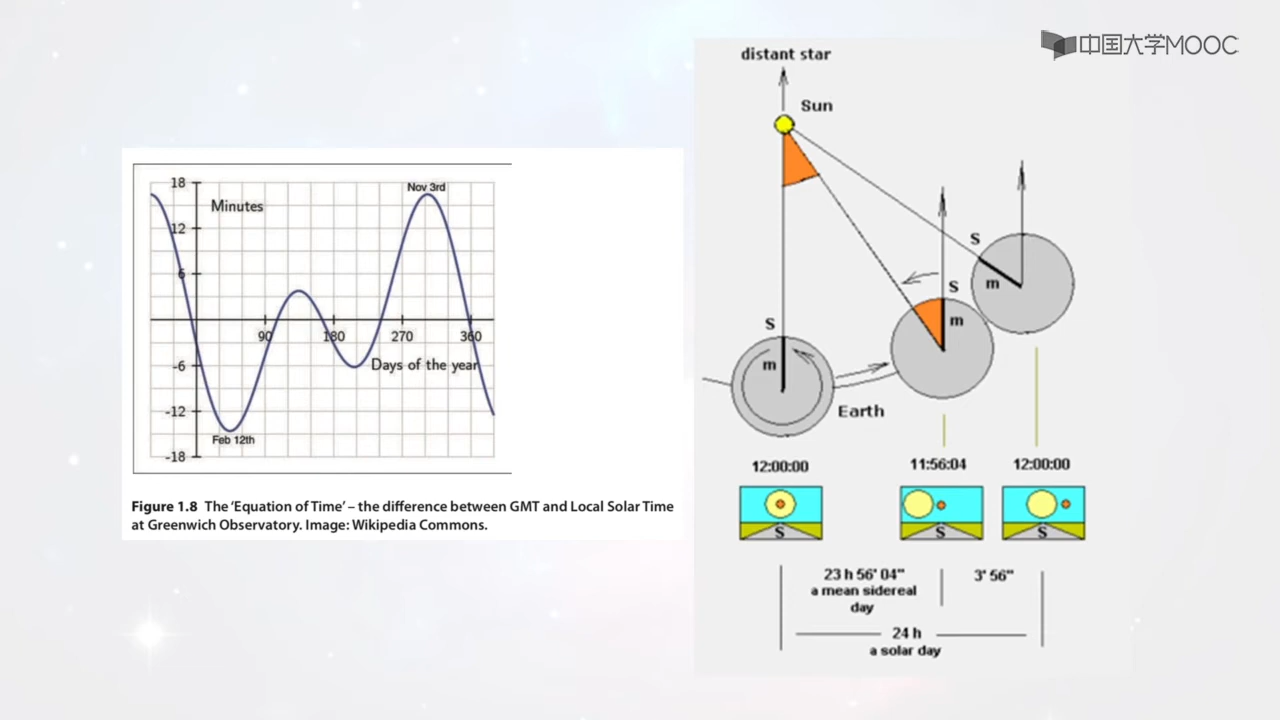 中国大学MOOC
18
Nov 3rd
Minutes
12
6
90
180
270
360
-6
Days of the year
-12
Feb 12th
-18
Figure 1.8 The ‘Equation of Time’ – the difference between GMT and Local Solar Time
at Greenwich Observatory. Image: Wikipedia Commons.
distant star
Sun
S
m
S
m
S
m
Earth
12:00:00
11:56:04
12:00:00
S
S
S
23 h 56' 04"
a mean sidereal
day
3' 56"
24 h
a solar day